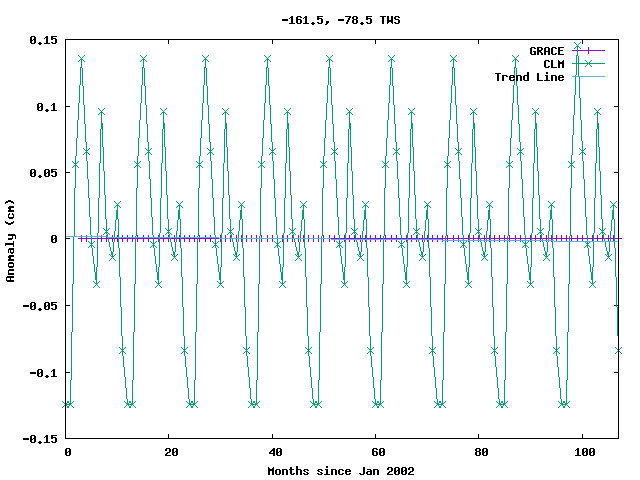 -161.5, -78.5 TWS
GRACE
CLM
Trend Line
0.15
0.1
0.05
0
-0.05
-0.1
-0.15
Anomaly (cm)
0 20 40 60 80 100
Months since Jan 2002